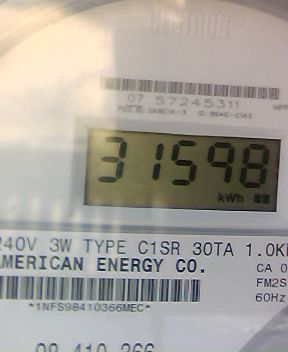 CENTRON
07 57245311
31598
kWh
240V 3W TYPE C1SR 30TA 1.0K
AMERICAN ENERGY CO.
CA 0
FM2S
60Hz
*1NFS98410366MEC*